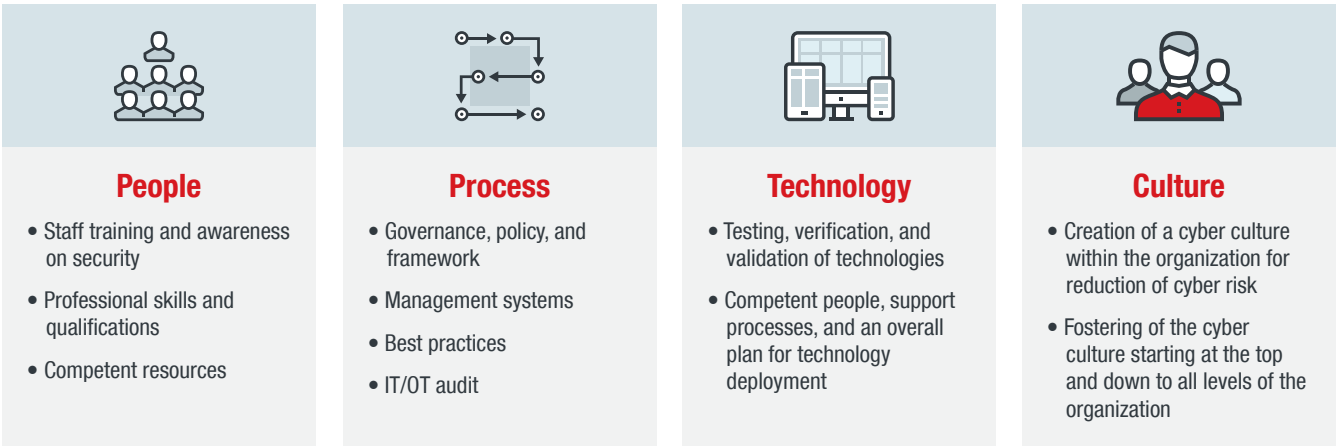 People
• Staff training and awareness
on security
• Professional skills and
qualifications
• Competent resources
Process
• Governance, policy, and
framework
• Management systems
• Best practices
• IT/OT audit
Technology
• Testing, verification, and
validation of technologies
• Competent people, support
processes, and an overall
plan for technology
deployment
Culture
• Creation of a cyber culture
within the organization for
reduction of cyber risk
• Fostering of the cyber
culture starting at the top
and down to all levels of the
organization